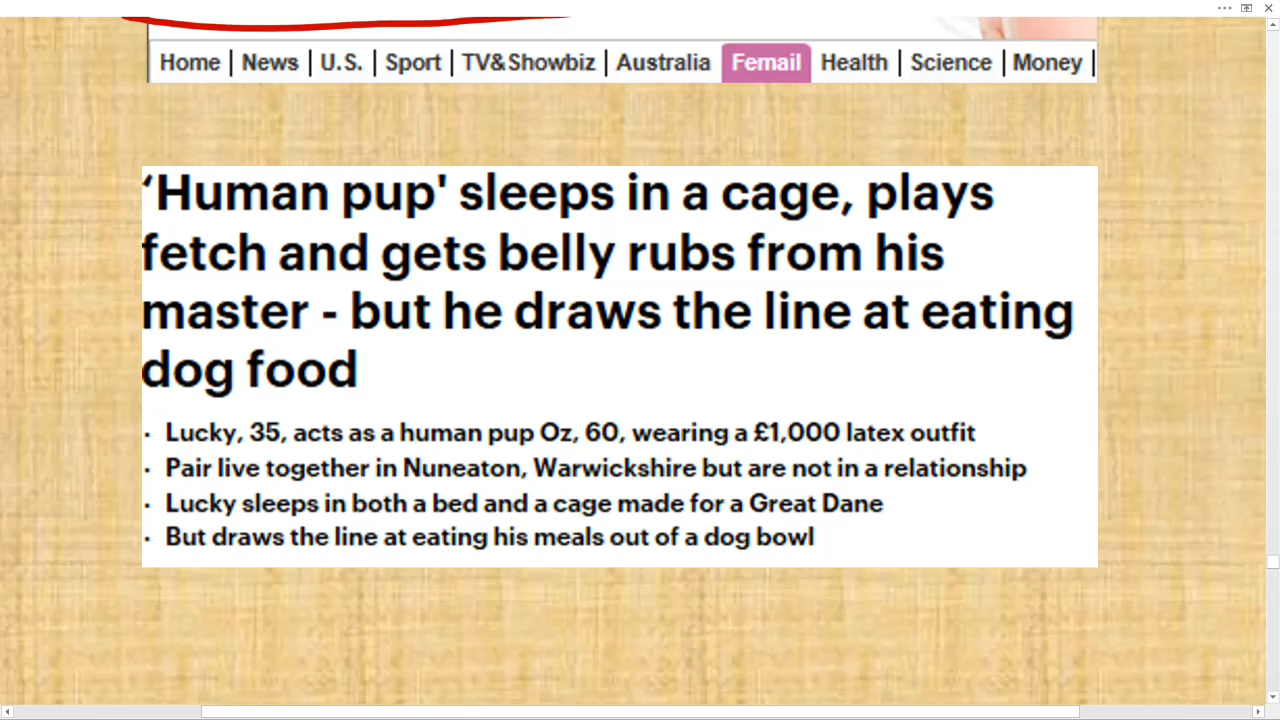 Home | News | U.S. | Sport | TV&Showbiz | Australia | Femail | Health | Science | Money |
‘Human pup' sleeps in a cage, plays
fetch and gets belly rubs from his
master - but he draws the line at eating
dog food
· Lucky, 35, acts as a human pup Oz, 60, wearing a £1,000 latex outfit
· Pair live together in Nuneaton, Warwickshire but are not in a relationship
· Lucky sleeps in both a bed and a cage made for a Great Dane
· But draws the line at eating his meals out of a dog bowl